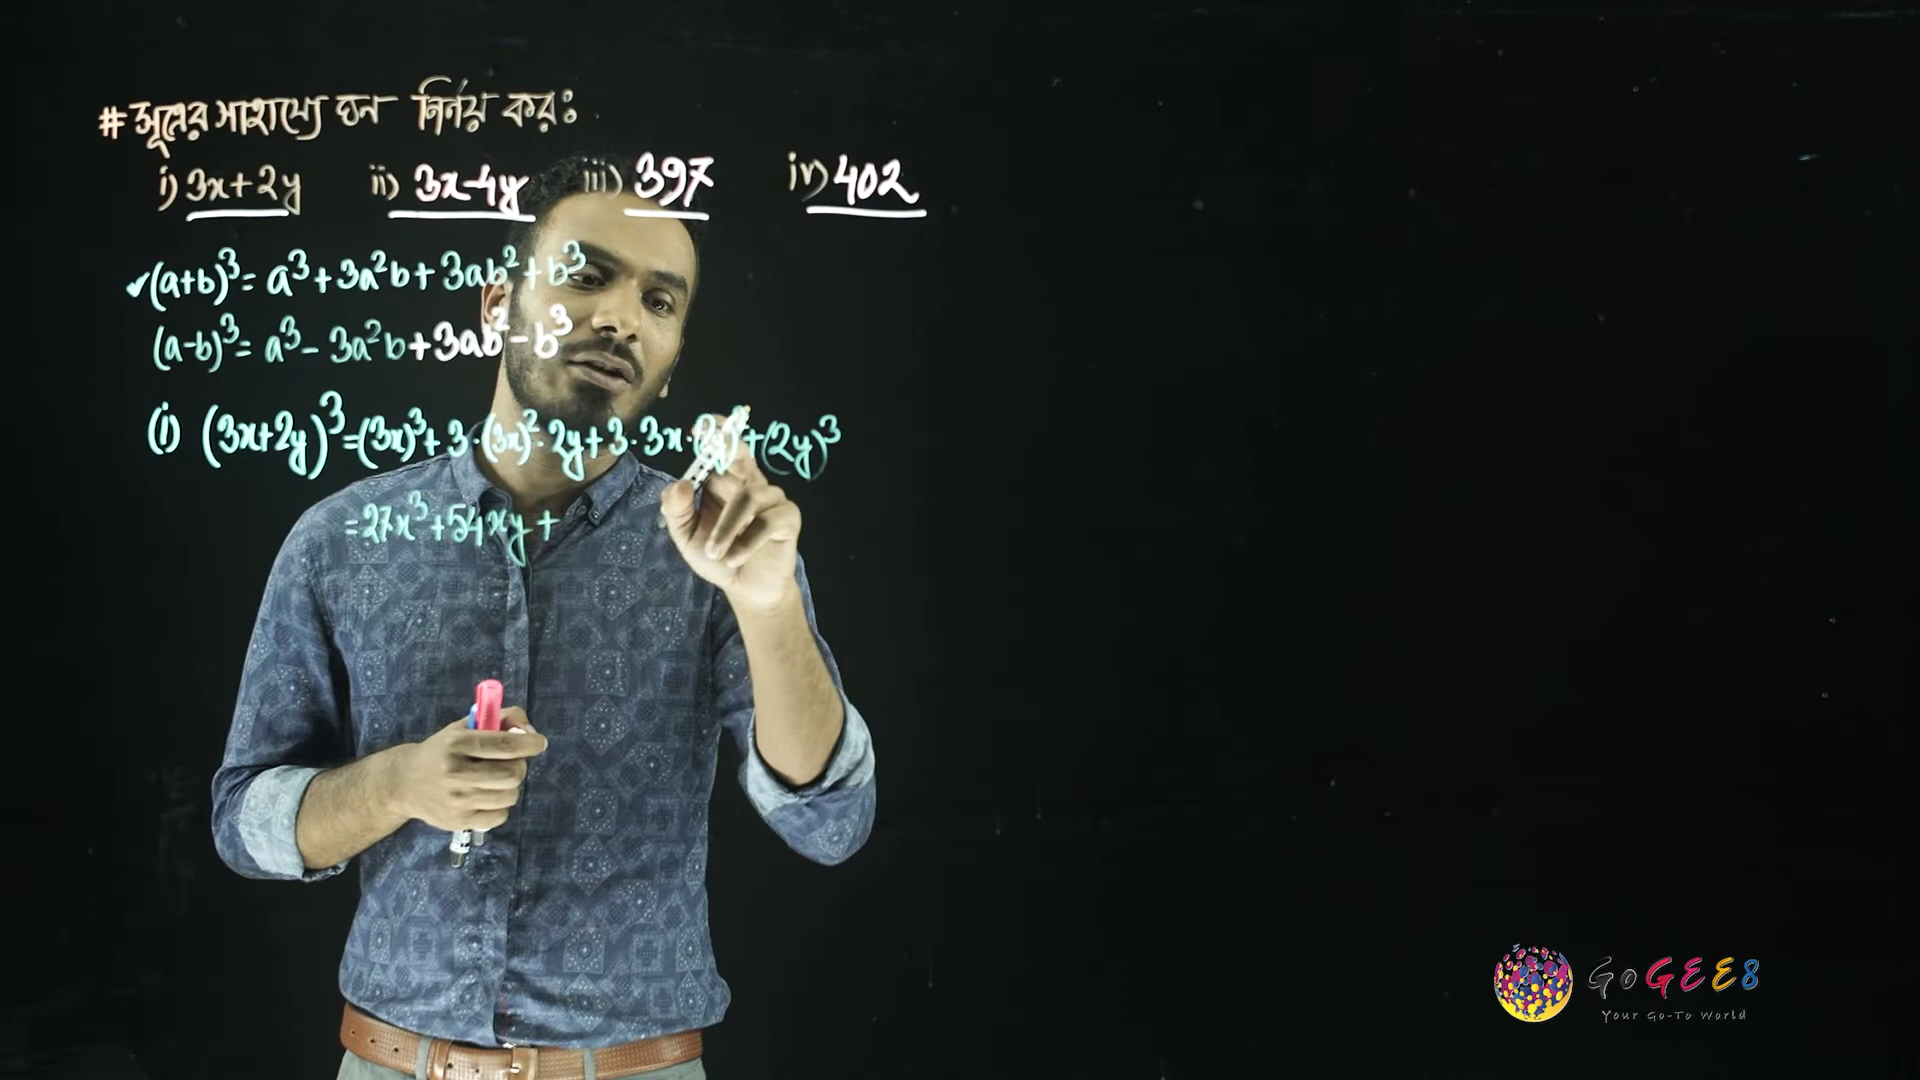 # সূত্রের সাহায্যে ঘন নির্ণয় কর:
i) 3x+2y ii) 3x-4y iii) 397 iv) 402
✓(a+b)³= a³+3a²b+3ab²+b³
(a-b)³= a³-3a²b+3ab²-b³
(i) (3x+2y)³=(3x)³+3·(3x)²·2y+3·3x·(2y)²+(2y)³
=27x³+54xy+
GoGEE8
Your Go-To World